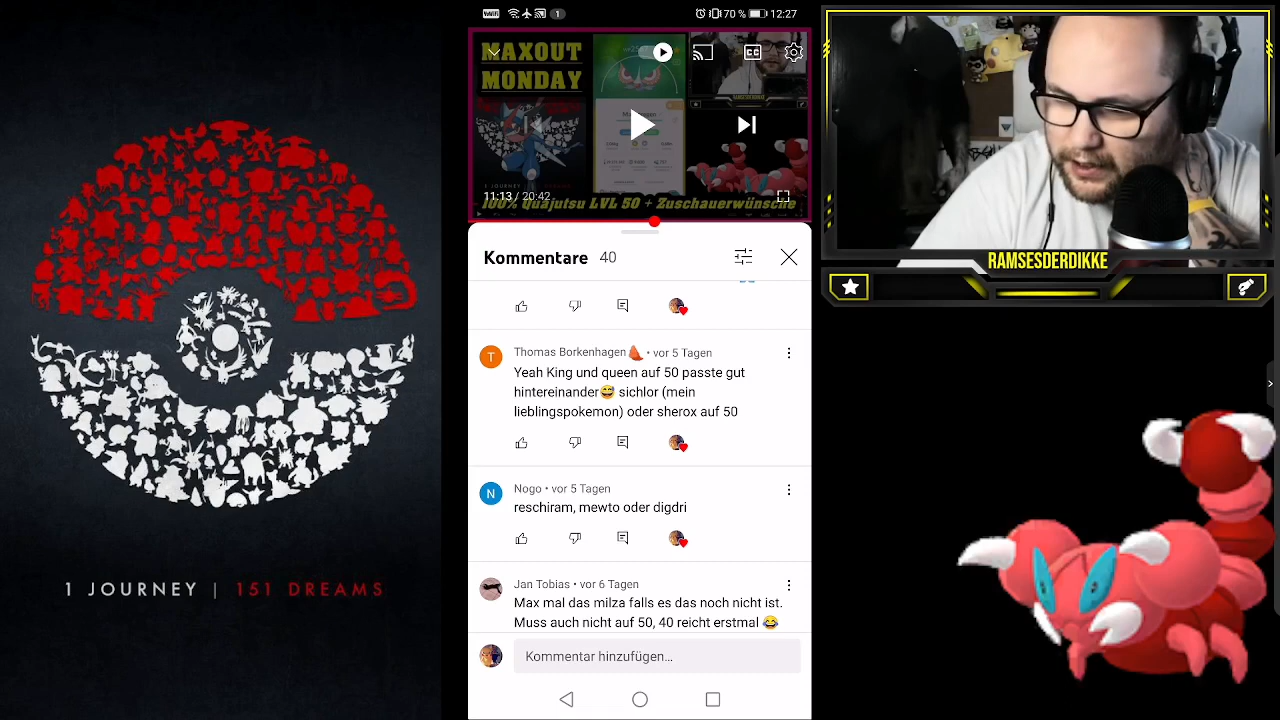 1 JOURNEY | 151 DREAMS
1 70 % 12:27
MAXOUT
MONDAY
CC
11:13 / 20:42
100% Quajutsu LVL 50 + Zuschauerwünsche
Kommentare 40
T
Thomas Borkenhagen • vor 5 Tagen
Yeah King und queen auf 50 passte gut
hintereinander😅 sichlor (mein
lieblingspokemon) oder sherox auf 50
N
Nogo • vor 5 Tagen
reschiram, mewto oder digdri
Jan Tobias • vor 6 Tagen
Max mal das milza falls es das noch nicht ist.
Muss auch nicht auf 50, 40 reicht erstmal 😂
Kommentar hinzufügen...
RAMSESDERDIKKE